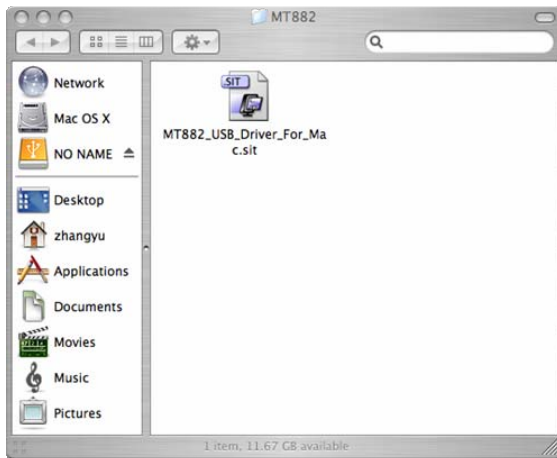 MT882
Network
Mac OS X
NO NAME
Desktop
zhangyu
Applications
Documents
Movies
Music
Pictures
SIT
MT882_USB_Driver_For_Ma
c.sit
1 item, 11.67 GB available